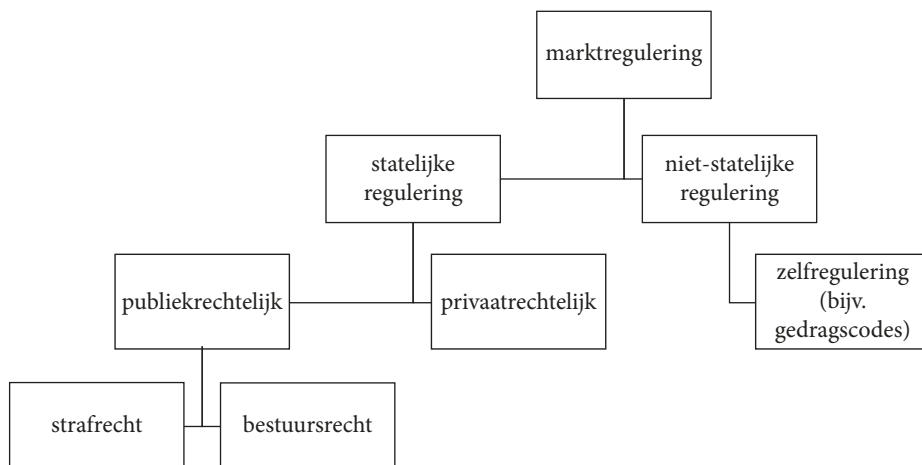 marktregulering
statelijke
regulering
niet-statelijke
regulering
publiekrechtelijk
privaatrechtelijk
zelfregulering
(bijv.
gedragscodes)
strafrecht
bestuursrecht